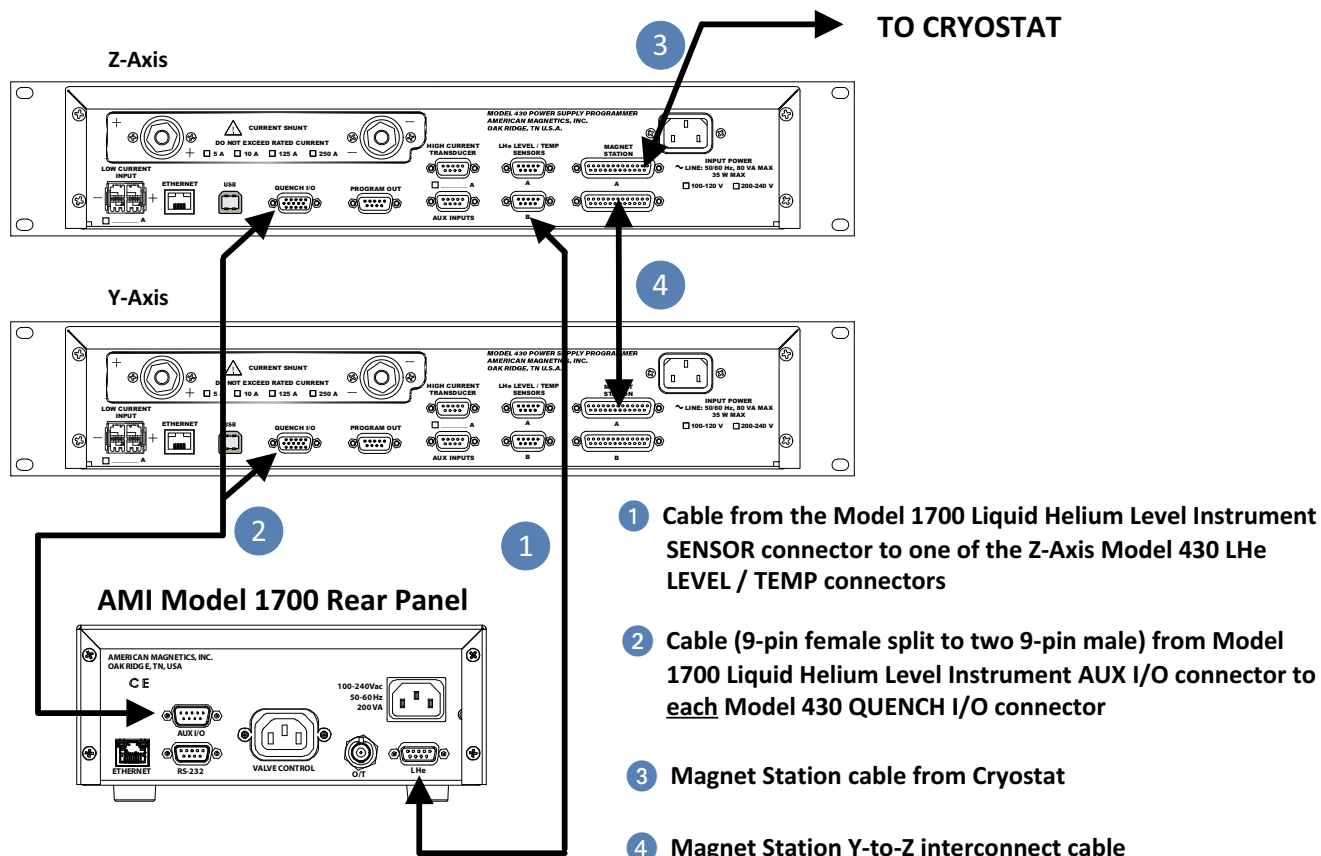 TO CRYOSTAT
3
Z-Axis
MODEL 430 POWER SUPPLY PROGRAMMER
AMERICAN MAGNETICS, INC.
OAK RIDGE, TN U.S.A.
+
−
CURRENT SHUNT
DO NOT EXCEED RATED CURRENT
+ 5 A 10 A 125 A 250 A −
HIGH CURRENT
TRANSDUCER
LHe LEVEL / TEMP
SENSORS
MAGNET
STATION
INPUT POWER
~ LINE: 50/60 Hz, 80 VA MAX
35 W MAX
100-120 V 200-240 V
LOW CURRENT
INPUT
− +
A
ETHERNET
USB
QUENCH I/O
PROGRAM OUT
A
A
A
AUX INPUTS
B
4
Y-Axis
MODEL 430 POWER SUPPLY PROGRAMMER
AMERICAN MAGNETICS, INC.
OAK RIDGE, TN U.S.A.
+
−
CURRENT SHUNT
DO NOT EXCEED RATED CURRENT
+ 5 A 10 A 125 A 250 A −
HIGH CURRENT
TRANSDUCER
LHe LEVEL / TEMP
SENSORS
STATION
INPUT POWER
~ LINE: 50/60 Hz, 80 VA MAX
35 W MAX
100-120 V 200-240 V
LOW CURRENT
INPUT
− +
A
ETHERNET
USB
QUENCH I/O
PROGRAM OUT
A
A
A
AUX INPUTS
B
B
2
1
1 Cable from the Model 1700 Liquid Helium Level Instrument
SENSOR connector to one of the Z-Axis Model 430 LHe
LEVEL / TEMP connectors
2 Cable (9-pin female split to two 9-pin male) from Model
1700 Liquid Helium Level Instrument AUX I/O connector to
each Model 430 QUENCH I/O connector
3 Magnet Station cable from Cryostat
4 Magnet Station Y-to-Z interconnect cable
AMI Model 1700 Rear Panel
AMERICAN MAGNETICS, INC.
OAK RIDGE, TN, USA
CE
100-240Vac
50-60 Hz
200 VA
AUX I/O
ETHERNET
RS-232
VALVE CONTROL
O/T
LHe